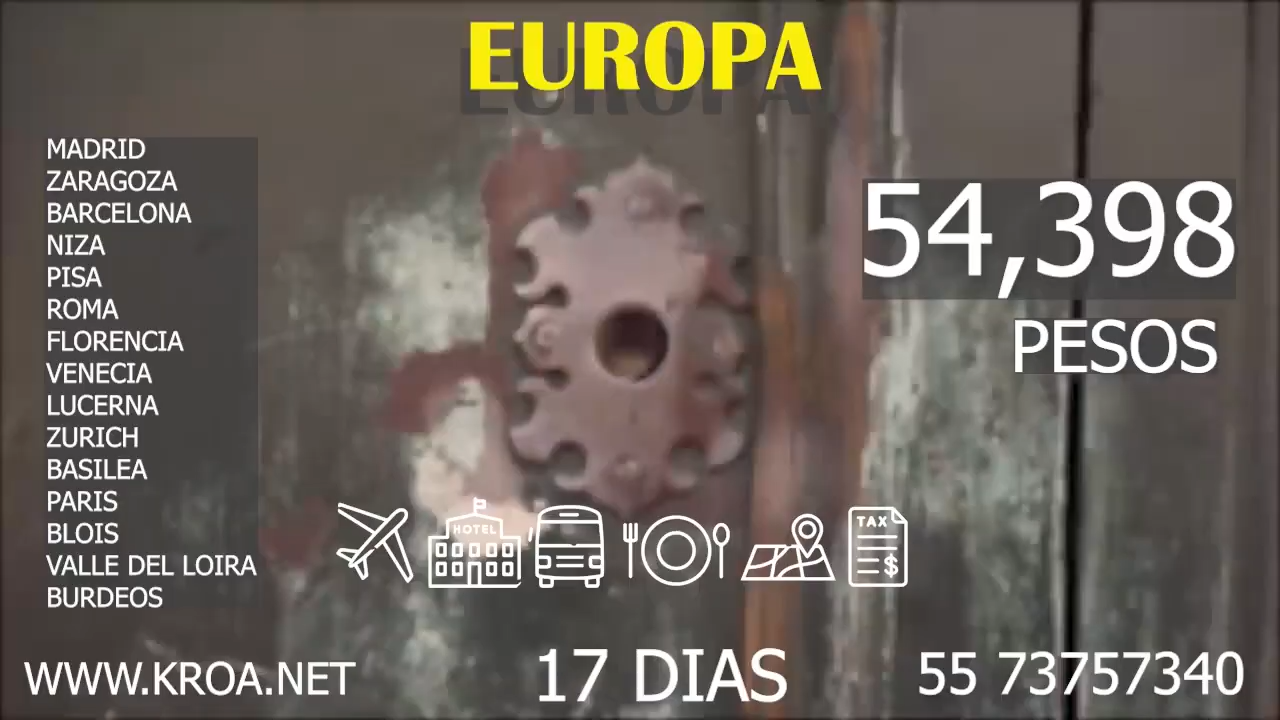 EUROPA
MADRID
ZARAGOZA
BARCELONA
NIZA
PISA
ROMA
FLORENCIA
VENECIA
LUCERNA
ZURICH
BASILEA
PARIS
BLOIS
VALLE DEL LOIRA
BURDEOS
54,398
PESOS
HOTEL
TAX
$
WWW.KROA.NET
17 DIAS
55 73757340